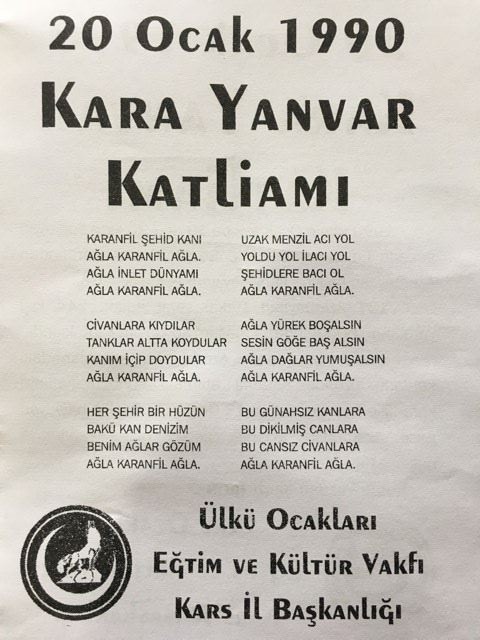 20 Ocak 1990
Kara Yanvar
Katliamı
KARANFİL ŞEHİD KANI
AĞLA KARANFİL AĞLA.
AĞLA İNLET DÜNYAMI
AĞLA KARANFİL AĞLA.
CİVANLARA KIYDILAR
TANKLAR ALTTA KOYDULAR
KANIM İÇİP DOYDULAR
AĞLA KARANFİL AĞLA.
HER ŞEHİR BİR HÜZÜN
BAKÜ KAN DENİZİM
BENİM AĞLAR GÖZÜM
AĞLA KARANFİL AĞLA.
UZAK MENZİL ACI YOL
YOLDU YOL İLACI YOL
ŞEHİDLERE BACI OL
AĞLA KARANFİL AĞLA.
AĞLA YÜREK BOŞALSIN
SESİN GÖĞE BAŞ ALSIN
AĞLA DAĞLAR YUMUŞALSIN
AĞLA KARANFİL AĞLA.
BU GÜNAHSIZ KANLARA
BU DİKİLMİŞ CANLARA
BU CANSIZ CİVANLARA
AĞLA KARANFİL AĞLA.
Ülkü Ocakları
Eğtim ve Kültür Vakfı
Kars İl Başkanlığı